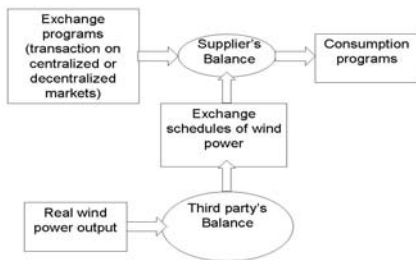 Exchange
programs
(transaction on
centralized or
decentralized
markets)
Supplier's
Balance
Consumption
programs
Exchange
schedules of wind
power
Real wind
power output
Third party's
Balance